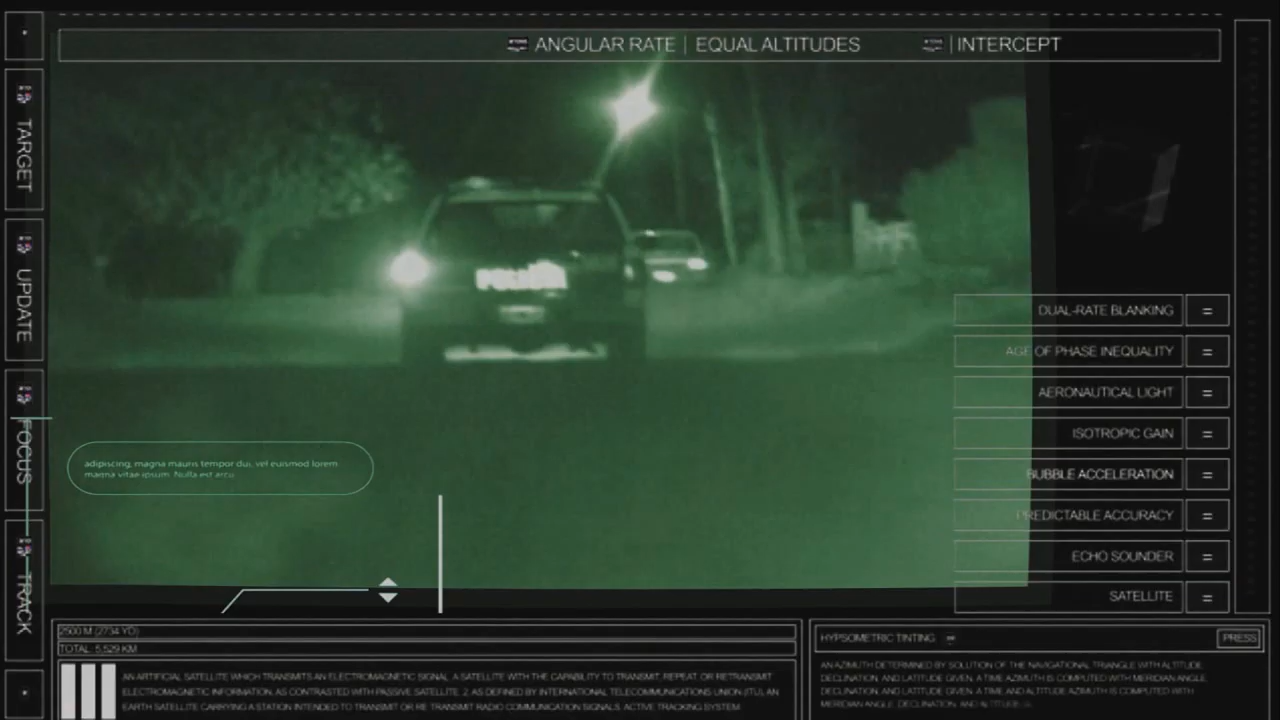 ANGULAR RATE | EQUAL ALTITUDES
INTERCEPT
TARGET
UPDATE
FOCUS
TRACK
DUAL-RATE BLANKING =
AGE OF PHASE INEQUALITY =
AERONAUTICAL LIGHT =
ISOTROPIC GAIN =
BUBBLE ACCELERATION =
PREDICTABLE ACCURACY =
ECHO SOUNDER =
SATELLITE =
adipiscing, magna mauris tempor dui, vel euismod lorem
magna vitae ipsum. Nulla est arcu
2500 M (2734 YD)
TOTAL: 5,529 KM
AN ARTIFICIAL SATELLITE WHICH TRANSMITS AN ELECTROMAGNETIC SIGNAL. A SATELLITE WITH THE CAPABILITY TO TRANSMIT, REPEAT, OR RETRANSMIT
ELECTROMAGNETIC INFORMATION, AS CONTRASTED WITH PASSIVE SATELLITE. 2. AS DEFINED BY INTERNATIONAL TELECOMMUNICATIONS UNION (ITU), AN
EARTH SATELLITE CARRYING A STATION INTENDED TO TRANSMIT OR RE TRANSMIT RADIO COMMUNICATION SIGNALS. ACTIVE TRACKING SYSTEM.
HYPSOMETRIC TINTING
PRESS
AN AZIMUTH DETERMINED BY SOLUTION OF THE NAVIGATIONAL TRIANGLE WITH ALTITUDE,
DECLINATION, AND LATITUDE GIVEN. A TIME AZIMUTH IS COMPUTED WITH MERIDIAN ANGLE,
DECLINATION, AND LATITUDE GIVEN. A TIME AND ALTITUDE AZIMUTH IS COMPUTED WITH
MERIDIAN ANGLE, DECLINATION, AND ALTITUDE